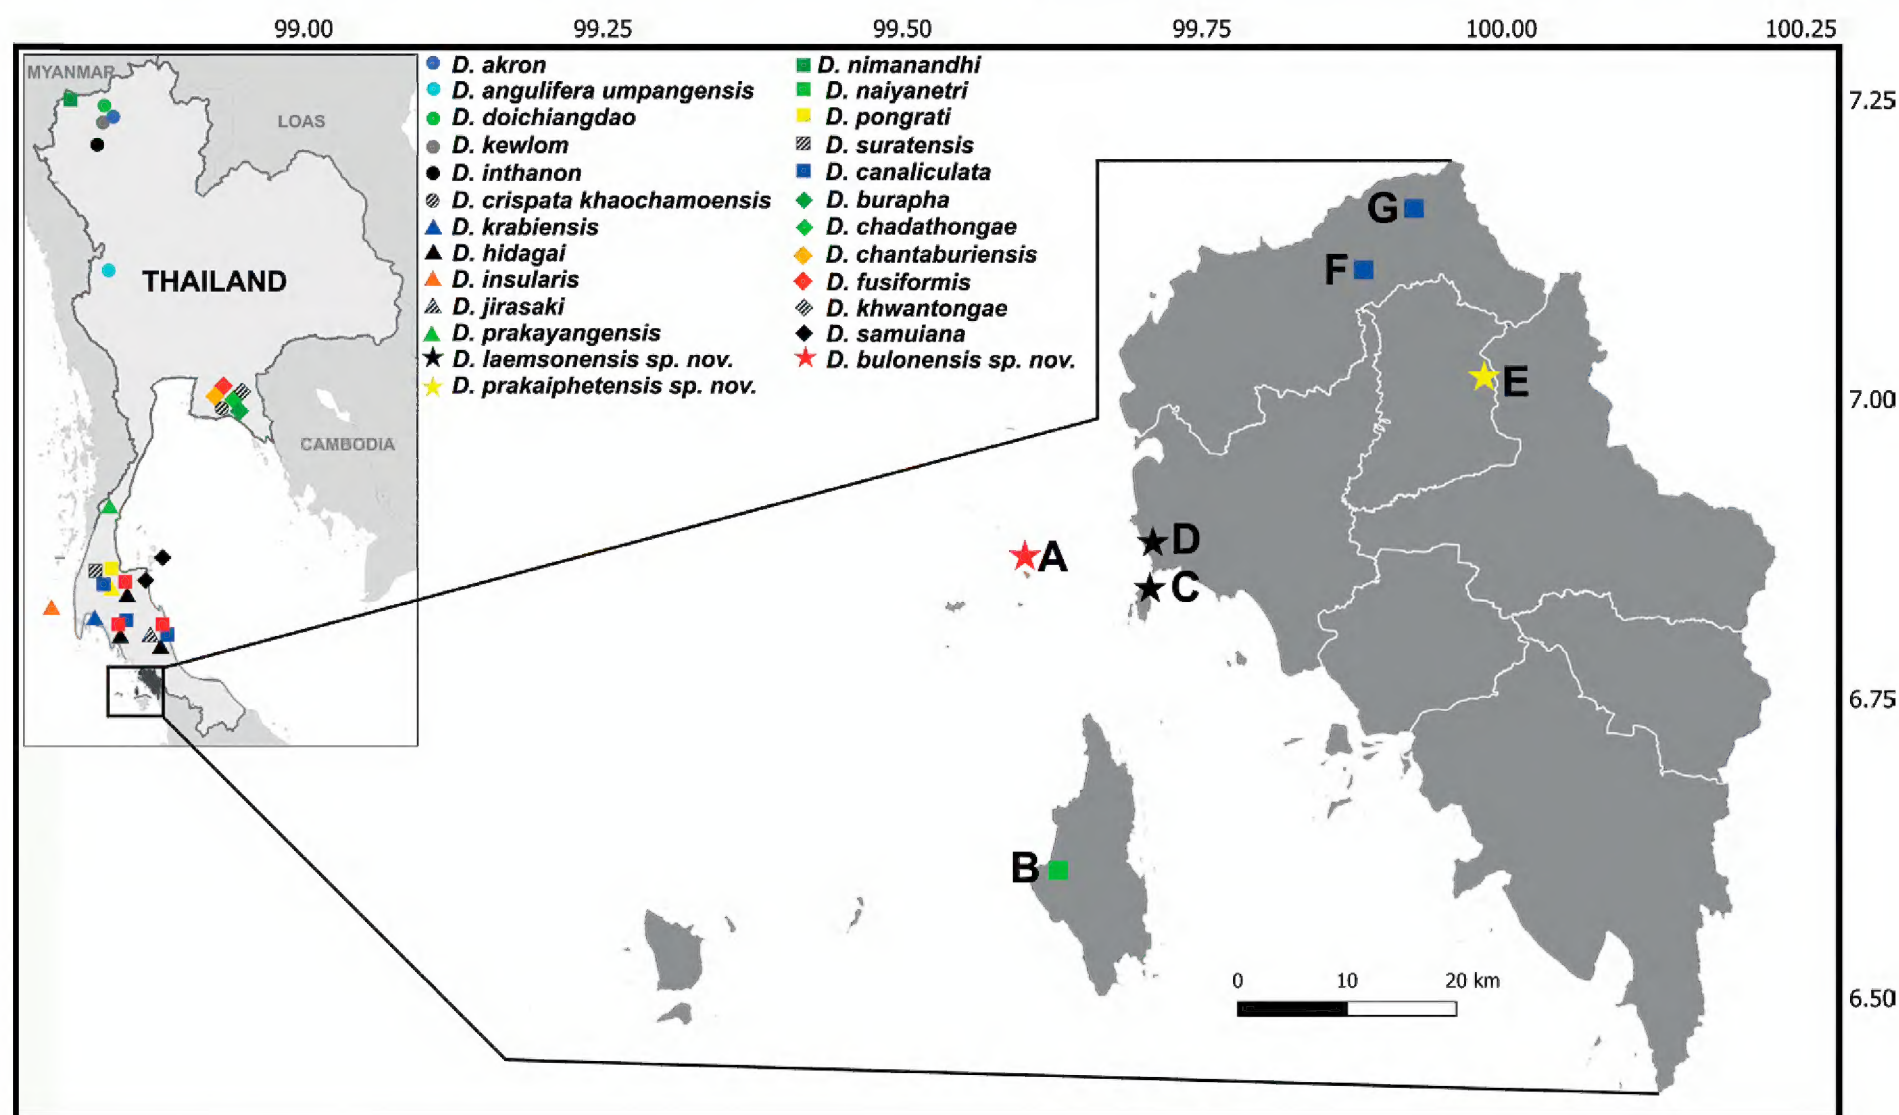 99.00 99.25 99.50 99.75 100.00 100.25
MYANMAR
LOAS
THAILAND
CAMBODIA
D. akron
D. angulifera umpangensis
D. doichiangdao
D. kewlom
D. inthanon
D. crispata khaochamoensis
D. krabiensis
D. hidagai
D. insularis
D. jirasaki
D. prakayangensis
D. laemsonensis sp. nov.
D. prakaiphetensis sp. nov.
D. nimanandhi
D. naiyanetri
D. pongrati
D. suratensis
D. canaliculata
D. burapha
D. chadathongae
D. chantaburiensis
D. fusiformis
D. khwantongae
D. samuiana
D. bulonensis sp. nov.
7.25
7.00
6.75
6.50
G
F
E
D
A
C
B
0 10 20 km